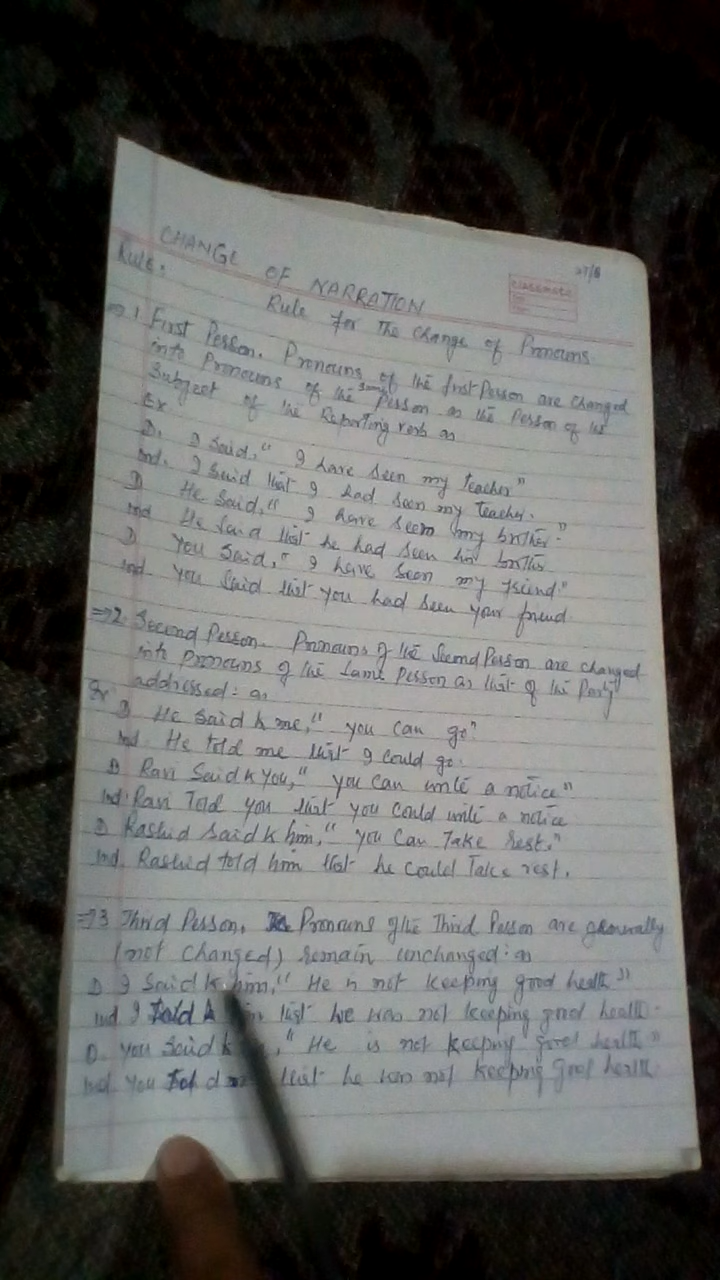 27/8
classmate
CHANGE OF NARRATION
Rule: Rule for the change of Pronouns
⇒1 First Person. Pronouns of the first Person are changed
into Pronouns of the same Person as the Person of the
Subject of the Reporting verb as
Ex
D. I said, "I have seen my teacher"
Ind. I said that I had seen my teacher.
D He said, "I have seen my brother."
Ind He said that he had seen his brother
D You said, "I have seen my friend"
Ind You said that you had seen your friend
⇒2. Second Person. Pronouns of the Second Person are changed
into Pronouns of the same Person as that of the Party
addressed: as
Ex D He said to me, "you can go"
Ind. He told me that I could go.
D Ravi said to you, "you can write a notice"
Ind. Ravi Told you that you could write a notice
D Rashid said to him, "you can Take rest."
Ind. Rashid told him that he could Take rest.
⇒3 Thrid Person. Pronouns of the Third Person are generally
(not changed) remain unchanged: as
D I said to him, "He is not keeping good health"
Ind I told that he was not keeping good health.
D. you said to "He is not keeping good health"
Ind you told that he was not keeping good health